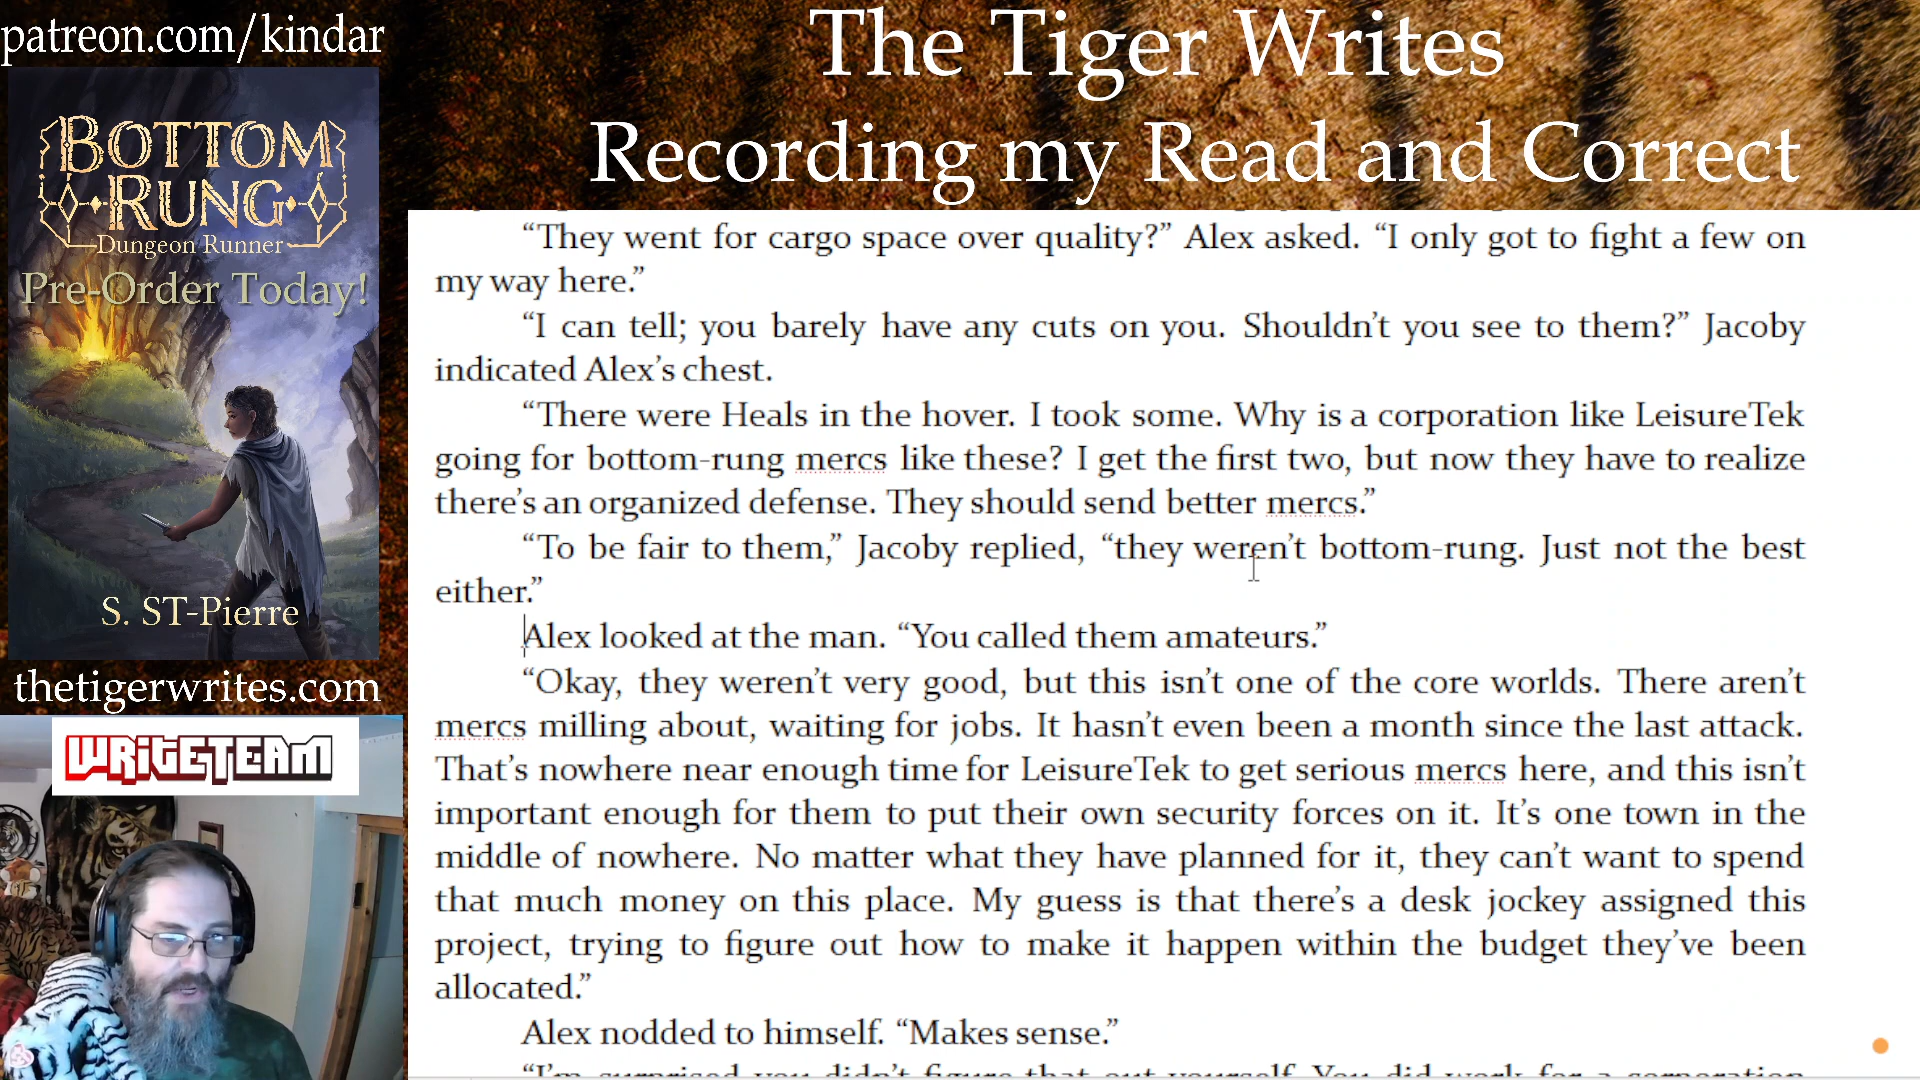 patreon.com/kindar
The Tiger Writes
Recording my Read and Correct
BOTTOM
RUNG
Dungeon Runner
Pre-Order Today!
S. ST-Pierre
thetigerwrites.com
WRITETEAM
“They went for cargo space over quality?” Alex asked. “I only got to fight a few on
my way here.”
“I can tell; you barely have any cuts on you. Shouldn’t you see to them?” Jacoby
indicated Alex’s chest.
“There were Heals in the hover. I took some. Why is a corporation like LeisureTek
going for bottom-rung mercs like these? I get the first two, but now they have to realize
there’s an organized defense. They should send better mercs.”
“To be fair to them,” Jacoby replied, “they weren’t bottom-rung. Just not the best
either.”
Alex looked at the man. “You called them amateurs.”
“Okay, they weren’t very good, but this isn’t one of the core worlds. There aren’t
mercs milling about, waiting for jobs. It hasn’t even been a month since the last attack.
That’s nowhere near enough time for LeisureTek to get serious mercs here, and this isn’t
important enough for them to put their own security forces on it. It’s one town in the
middle of nowhere. No matter what they have planned for it, they can’t want to spend
that much money on this place. My guess is that there’s a desk jockey assigned this
project, trying to figure out how to make it happen within the budget they’ve been
allocated.”
Alex nodded to himself. “Makes sense.”
“I’m surprised you didn’t figure that out yourself. You did work for a corporation